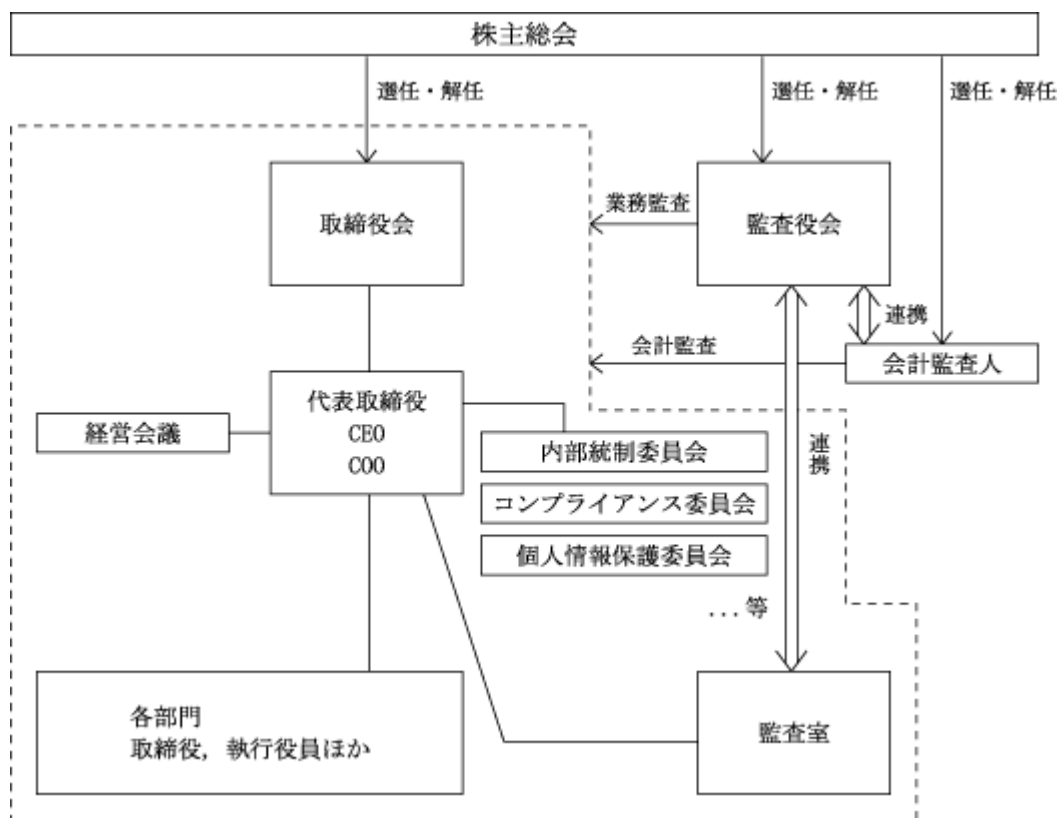 株主総会
選任・解任
選任・解任
選任・解任
取締役会
業務監査
監査役会
連携
会計監査
会計監査人
代表取締役
CEO
COO
経営会議
内部統制委員会
連携
コンプライアンス委員会
個人情報保護委員会
...等
各部門
取締役，執行役員ほか
監査室